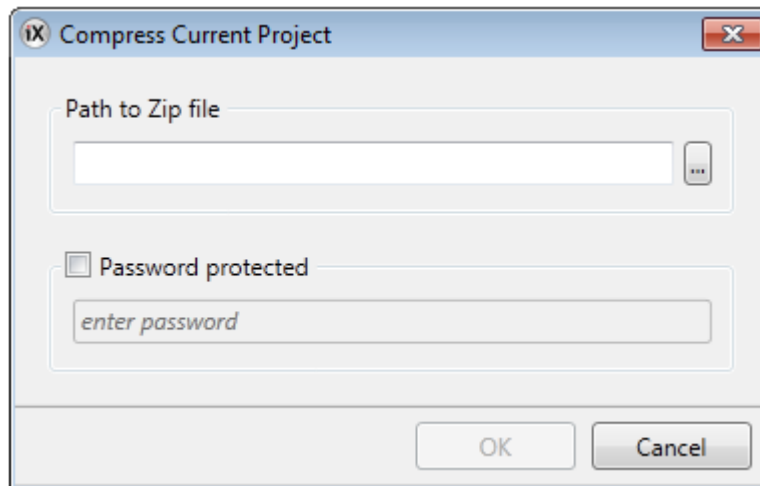 iX Compress Current Project
Path to Zip file
...
Password protected
enter password
OK Cancel